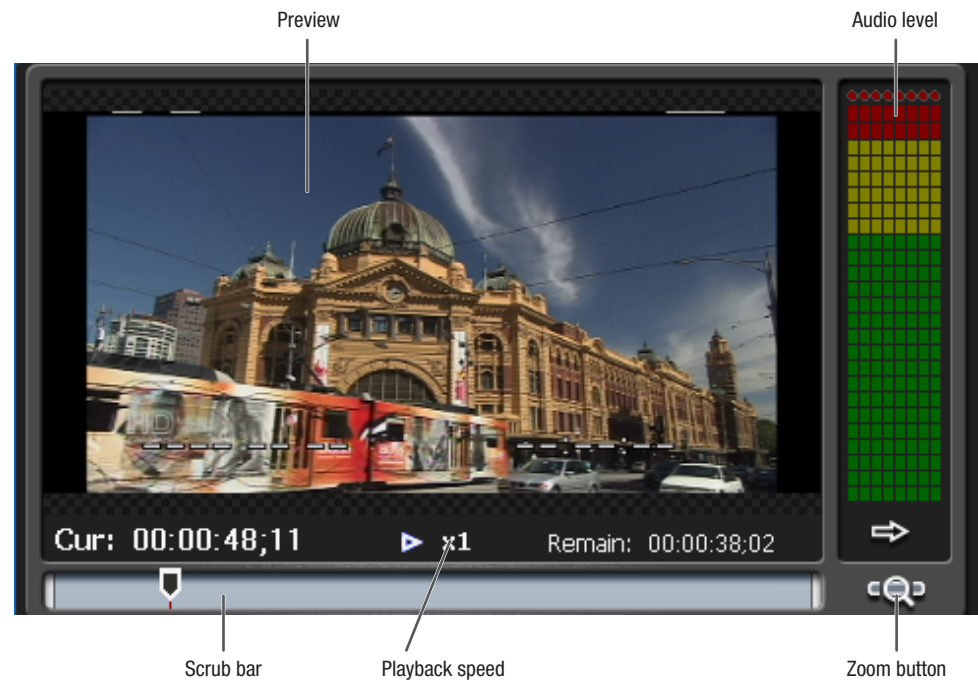 Preview
Audio level
HD
Cur: 00:00:48;11
x1
Remain: 00:00:38;02
Scrub bar
Playback speed
Zoom button